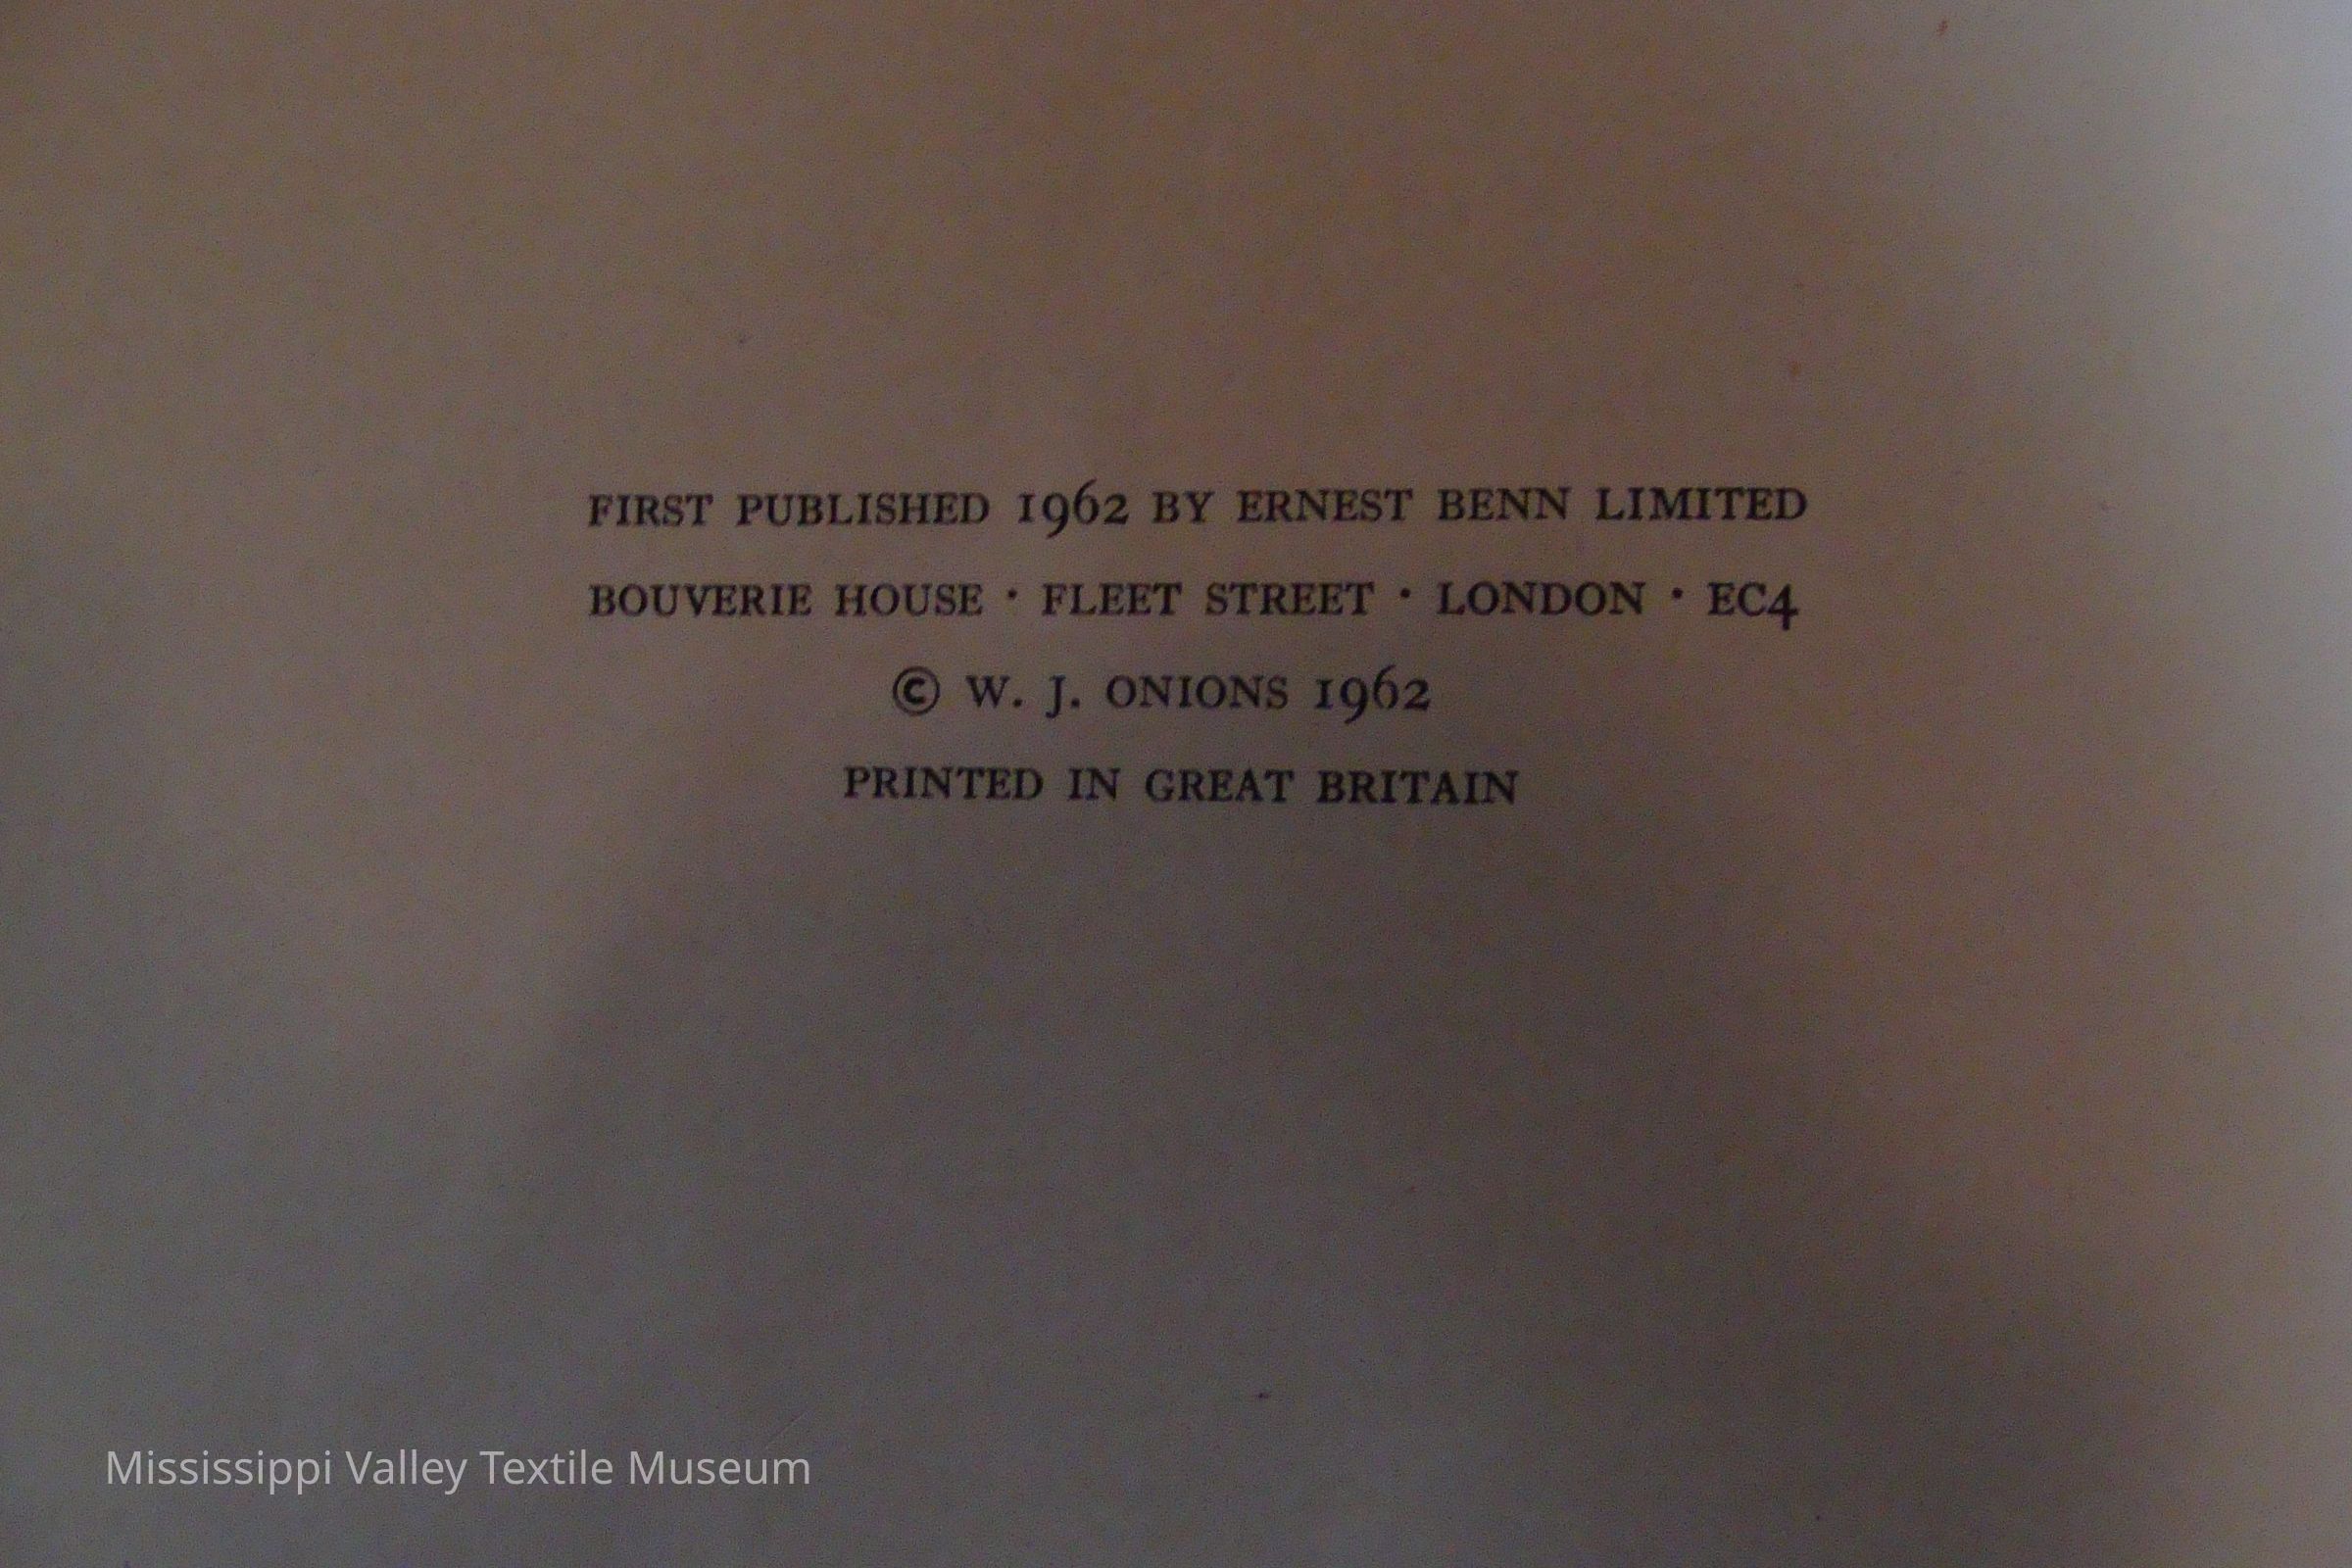 FIRST PUBLISHED 1962 BY ERNEST BENN LIMITED
BOUVERIE HOUSE · FLEET STREET · LONDON · EC4
© W. J. ONIONS 1962
PRINTED IN GREAT BRITAIN
Mississippi Valley Textile Museum